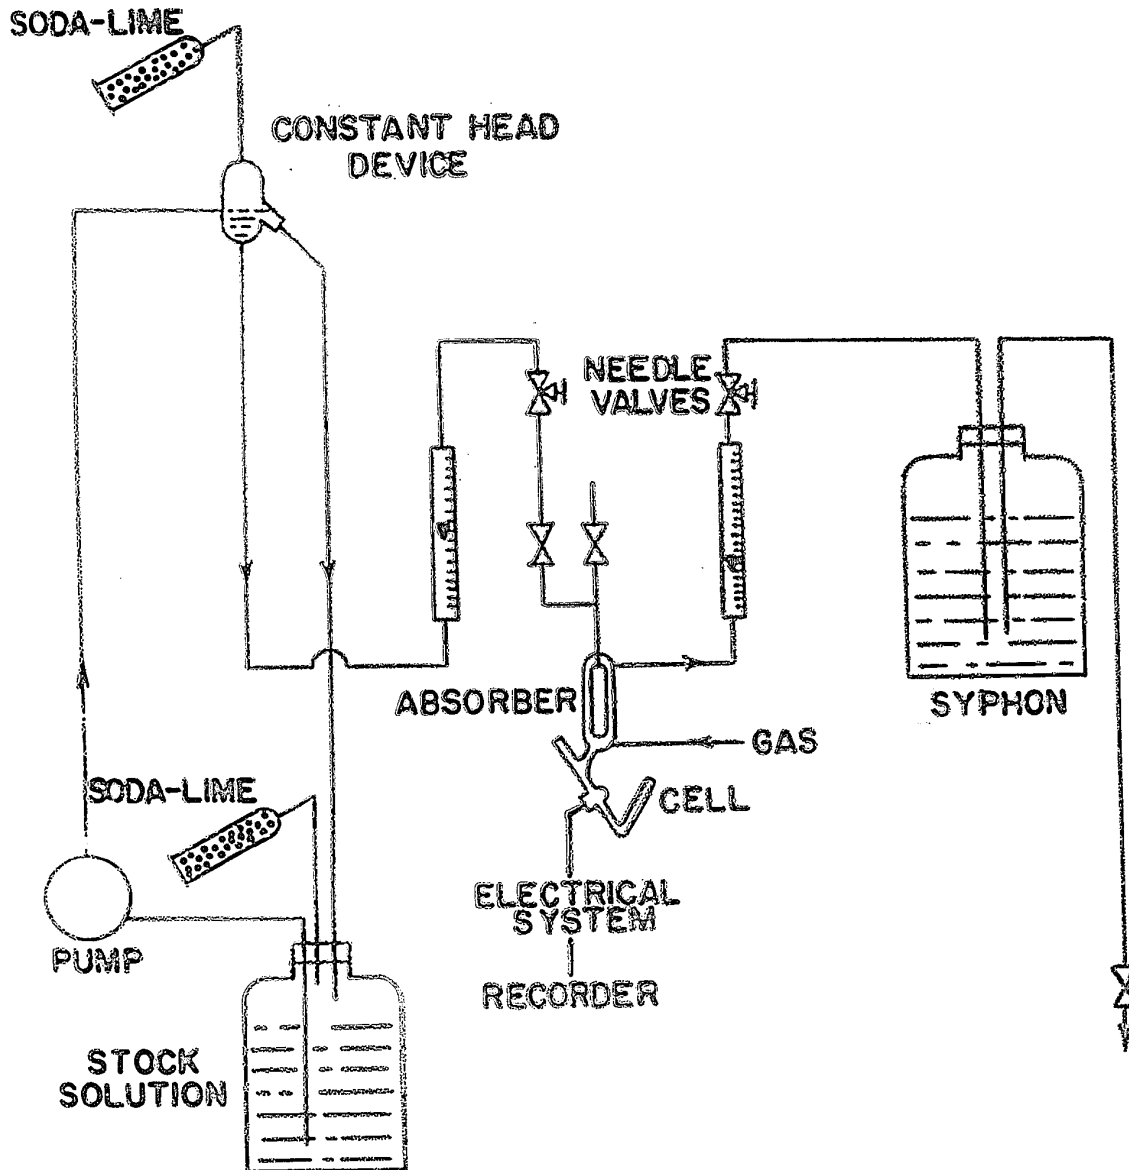 SODA-LIME
CONSTANT HEAD
DEVICE
NEEDLE
VALVES
ABSORBER
SYPHON
GAS
SODA-LIME
CELL
ELECTRICAL
SYSTEM
PUMP
RECORDER
STOCK
SOLUTION